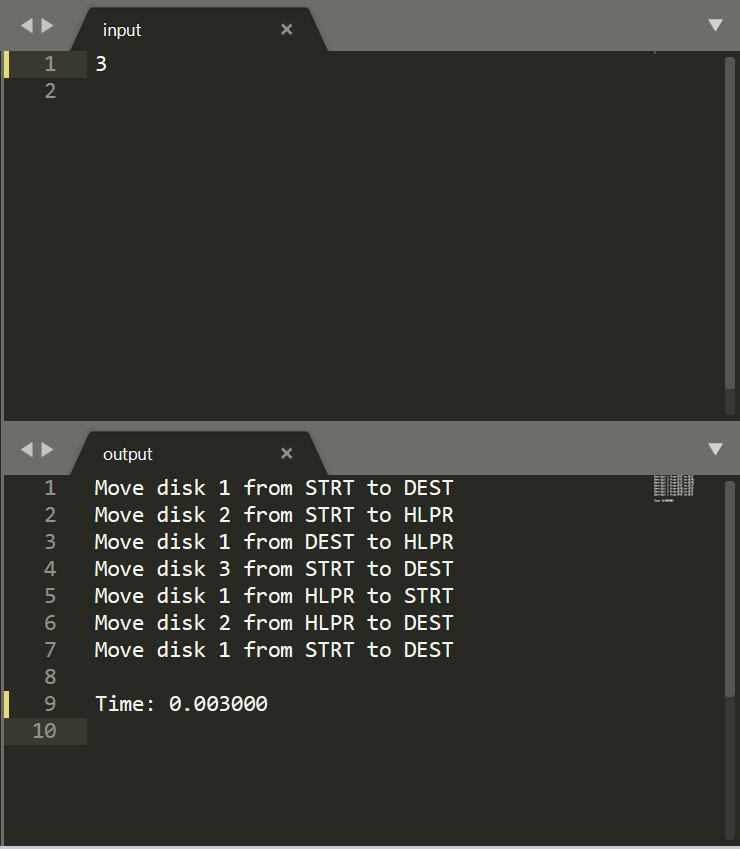 input ×
1 3
2
output ×
1 Move disk 1 from STRT to DEST
2 Move disk 2 from STRT to HLPR
3 Move disk 1 from DEST to HLPR
4 Move disk 3 from STRT to DEST
5 Move disk 1 from HLPR to STRT
6 Move disk 2 from HLPR to DEST
7 Move disk 1 from STRT to DEST
8
9 Time: 0.003000
10